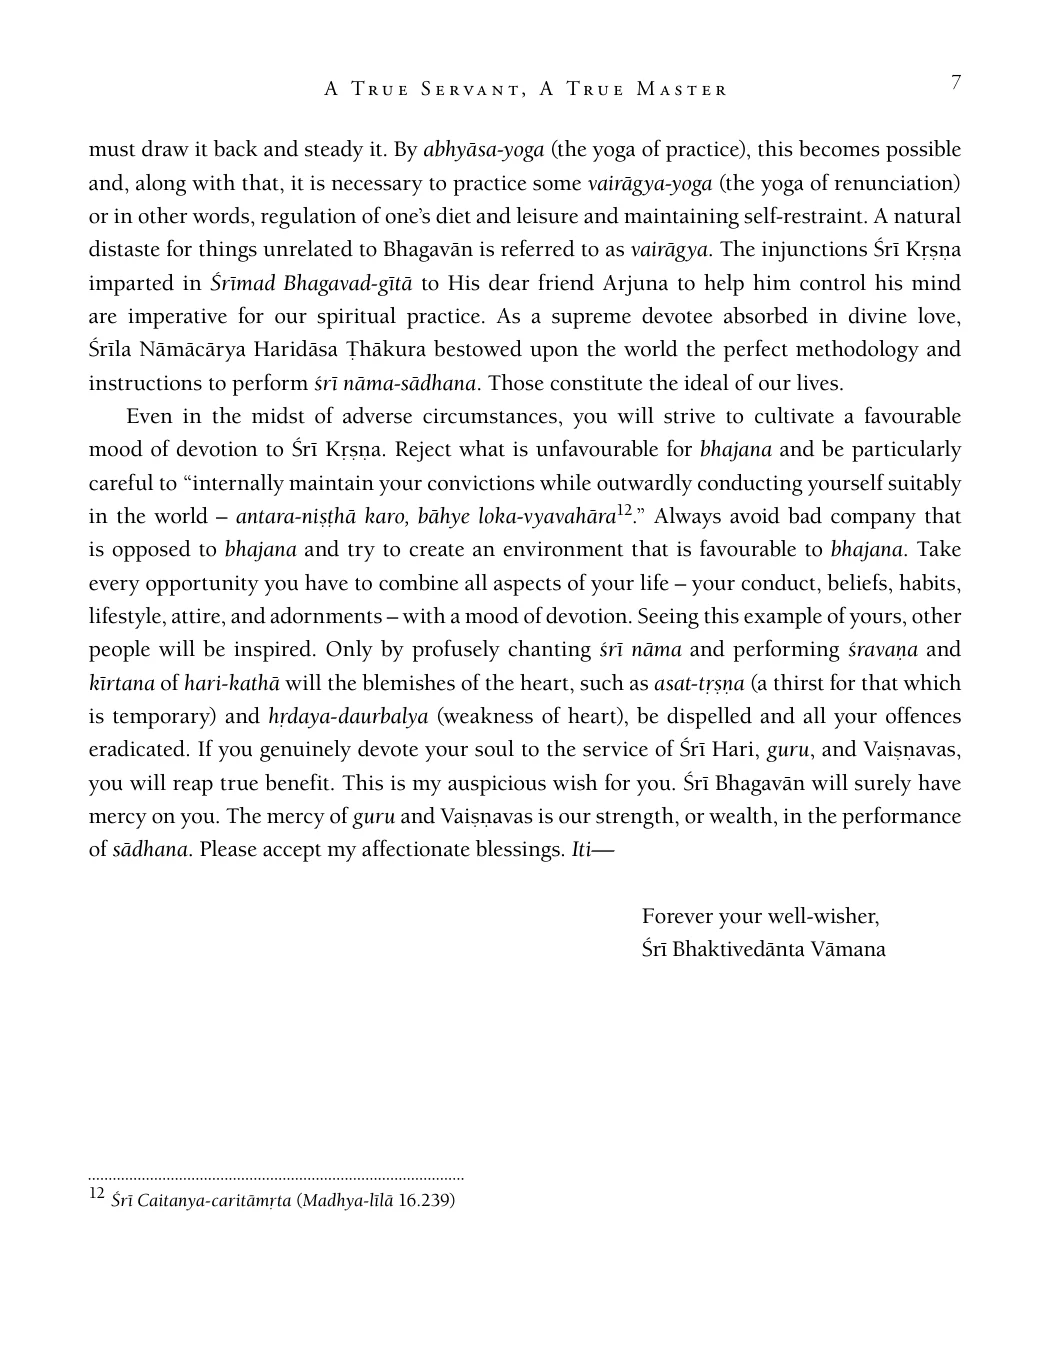 A True Servant, A True Master 7
must draw it back and steady it. By abhyāsa-yoga (the yoga of practice), this becomes possible
and, along with that, it is necessary to practice some vairāgya-yoga (the yoga of renunciation)
or in other words, regulation of one’s diet and leisure and maintaining self-restraint. A natural
distaste for things unrelated to Bhagavān is referred to as vairāgya. The injunctions Śrī Kṛṣṇa
imparted in Śrīmad Bhagavad-gītā to His dear friend Arjuna to help him control his mind
are imperative for our spiritual practice. As a supreme devotee absorbed in divine love,
Śrīla Nāmācārya Haridāsa Ṭhākura bestowed upon the world the perfect methodology and
instructions to perform śrī nāma-sādhana. Those constitute the ideal of our lives.
Even in the midst of adverse circumstances, you will strive to cultivate a favourable
mood of devotion to Śrī Kṛṣṇa. Reject what is unfavourable for bhajana and be particularly
careful to “internally maintain your convictions while outwardly conducting yourself suitably
in the world – antara-niṣṭhā karo, bāhye loka-vyavahāra12.” Always avoid bad company that
is opposed to bhajana and try to create an environment that is favourable to bhajana. Take
every opportunity you have to combine all aspects of your life – your conduct, beliefs, habits,
lifestyle, attire, and adornments – with a mood of devotion. Seeing this example of yours, other
people will be inspired. Only by profusely chanting śrī nāma and performing śravaṇa and
kīrtana of hari-kathā will the blemishes of the heart, such as asat-tṛṣṇa (a thirst for that which
is temporary) and hṛdaya-daurbalya (weakness of heart), be dispelled and all your offences
eradicated. If you genuinely devote your soul to the service of Śrī Hari, guru, and Vaiṣṇavas,
you will reap true benefit. This is my auspicious wish for you. Śrī Bhagavān will surely have
mercy on you. The mercy of guru and Vaiṣṇavas is our strength, or wealth, in the performance
of sādhana. Please accept my affectionate blessings. Iti—
Forever your well-wisher,
Śrī Bhaktivedānta Vāmana
12 Śrī Caitanya-caritāmṛta (Madhya-līlā 16.239)